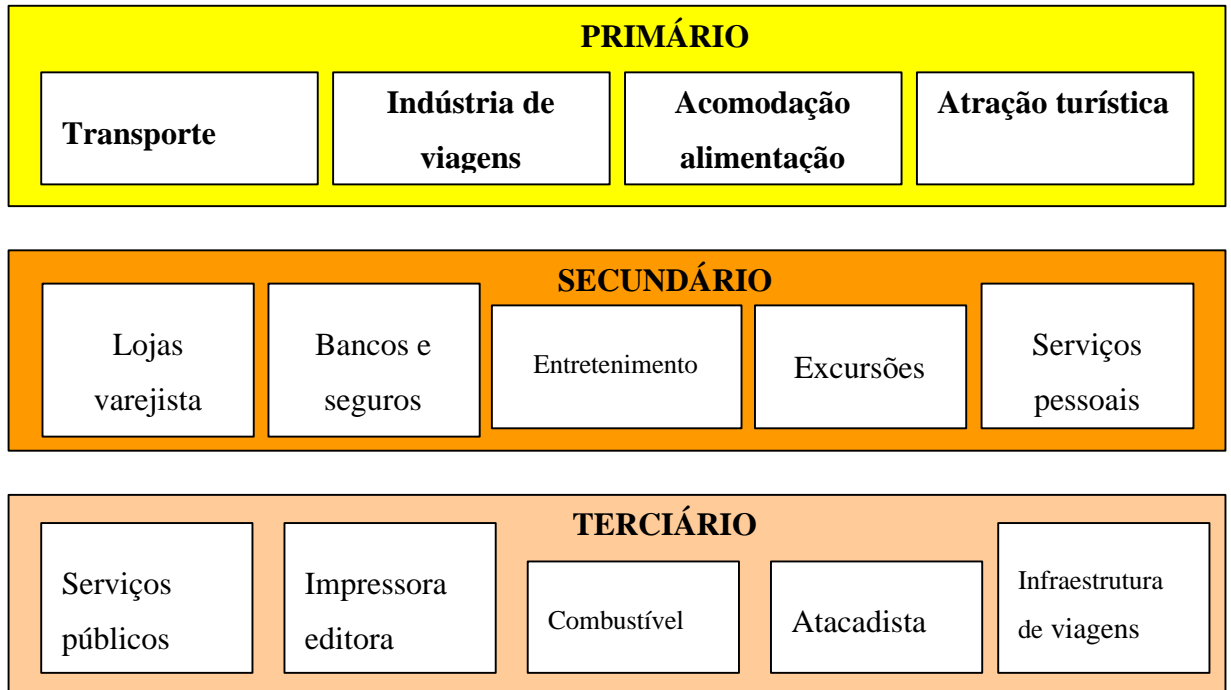 PRIMÁRIO
Transporte
Indústria de
viagens
Acomodação
alimentação
Atração turística
SECUNDÁRIO
Lojas
varejista
Bancos e
seguros
Entretenimento
Excursões
Serviços
pessoais
TERCIÁRIO
Serviços
públicos
Impressora
editora
Combustível
Atacadista
Infraestrutura
de viagens